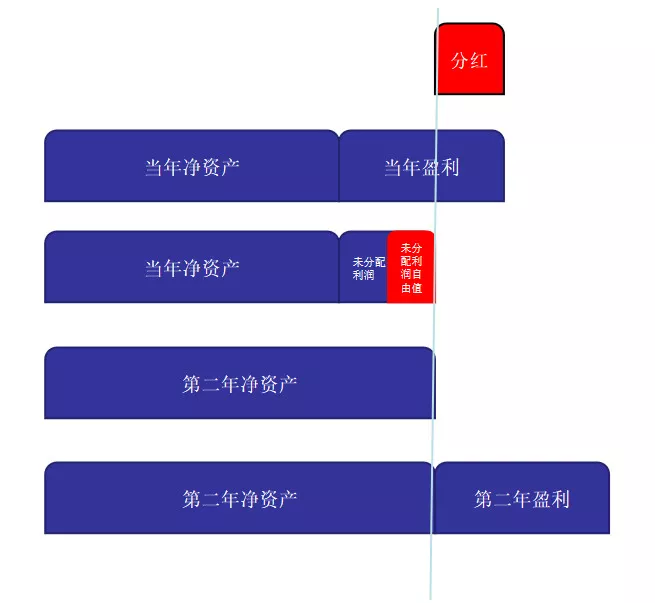 分红
当年净资产
当年盈利
当年净资产
未分配
利润
未分
配利
润自
由值
第二年净资产
第二年净资产
第二年盈利